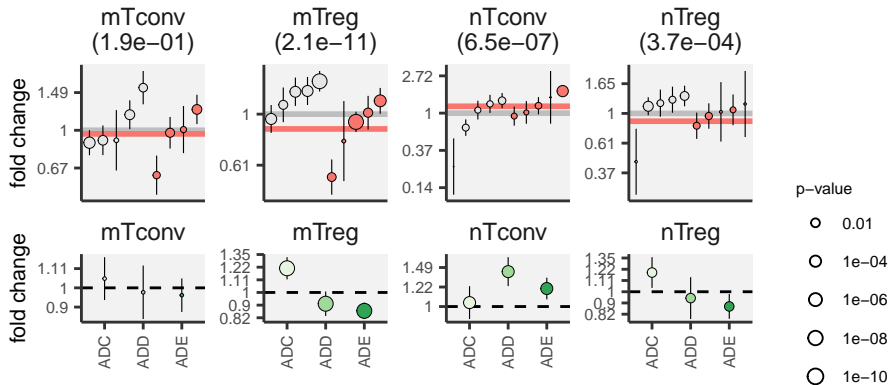 mTconv
(1.9e−01)
mTreg
(2.1e−11)
nTconv
(6.5e−07)
nTreg
(3.7e−04)
fold change
1.49
1
0.67
1
0.61
2.72
1
0.37
0.14
1.65
1
0.61
0.37
p−value
0.01
1e−04
1e−06
1e−08
1e−10
mTconv
mTreg
nTconv
nTreg
fold change
1.11
1
0.9
1.35
1.22
1.11
1
0.9
0.82
1.49
1.22
1
1.35
1.22
1.11
1
0.9
0.82
ADC
ADD
ADE
ADC
ADD
ADE
ADC
ADD
ADE
ADC
ADD
ADE